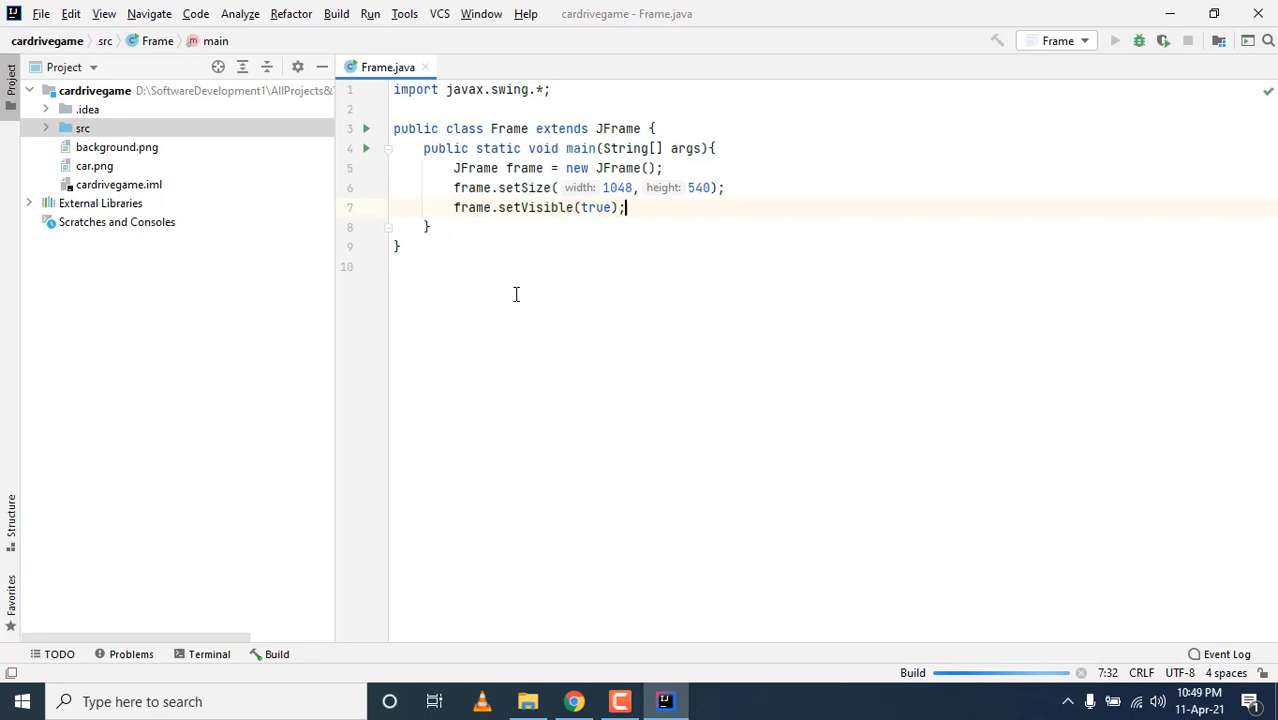 File Edit View Navigate Code Analyze Refactor Build Run Tools VCS Window Help cardrivegame - Frame.java
cardrivegame src Frame main Frame
Project Frame.java
cardrivegame D:\SoftwareDevelopment1\AllProjects&
.idea
src
background.png
car.png
cardrivegame.iml
External Libraries
Scratches and Consoles
1 import javax.swing.*;
2
3 public class Frame extends JFrame {
4 public static void main(String[] args){
5 JFrame frame = new JFrame();
6 frame.setSize( width: 1048, height: 540);
7 frame.setVisible(true);
8 }
9 }
10
Project
Structure
Favorites
TODO Problems Terminal Build Event Log
Build 7:32 CRLF UTF-8 4 spaces
Type here to search
10:49 PM
11-Apr-21
1